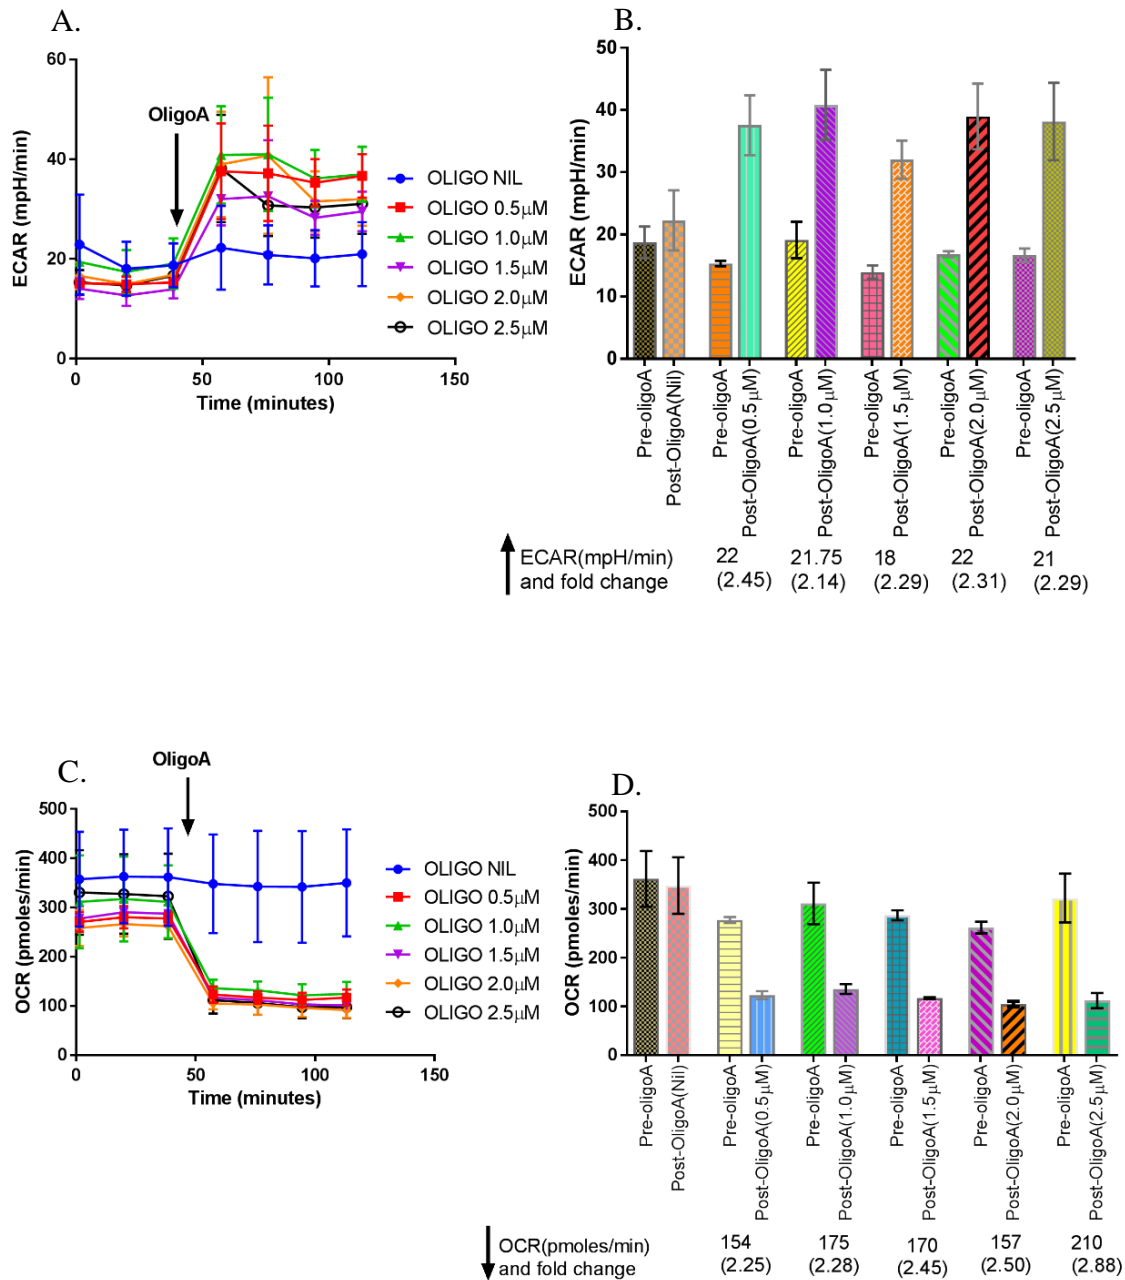 A.
60
40
20
0
ECAR (mpH/min)
OligoA
0
50
100
150
Time (minutes)
OLIGO NIL
OLIGO 0.5μM
OLIGO 1.0μM
OLIGO 1.5μM
OLIGO 2.0μM
OLIGO 2.5μM
B.
50
40
30
20
10
0
ECAR (mpH/min)
Pre-oligoA
Post-OligoA(Nil)
Pre-oligoA
Post-OligoA(0.5μM)
Pre-oligoA
Post-OligoA(1.0μM)
Pre-oligoA
Post-OligoA(1.5μM)
Pre-oligoA
Post-OligoA(2.0μM)
Pre-oligoA
Post-OligoA(2.5μM)
ECAR(mpH/min) 22 21.75 18 22 21
and fold change (2.45) (2.14) (2.29) (2.31) (2.29)
C.
OligoA
500
400
300
200
100
0
OCR (pmoles/min)
0
50
100
150
Time (minutes)
OLIGO NIL
OLIGO 0.5μM
OLIGO 1.0μM
OLIGO 1.5μM
OLIGO 2.0μM
OLIGO 2.5μM
D.
500
400
300
200
100
0
OCR (pmoles/min)
Pre-oligoA
Post-OligoA(Nil)
Pre-oligoA
Post-OligoA(0.5μM)
Pre-oligoA
Post-OligoA(1.0μM)
Pre-oligoA
Post-OligoA(1.5μM)
Pre-oligoA
Post-OligoA(2.0μM)
Pre-oligoA
Post-OligoA(2.5μM)
OCR(pmoles/min) 154 175 170 157 210
and fold change (2.25) (2.28) (2.45) (2.50) (2.88)